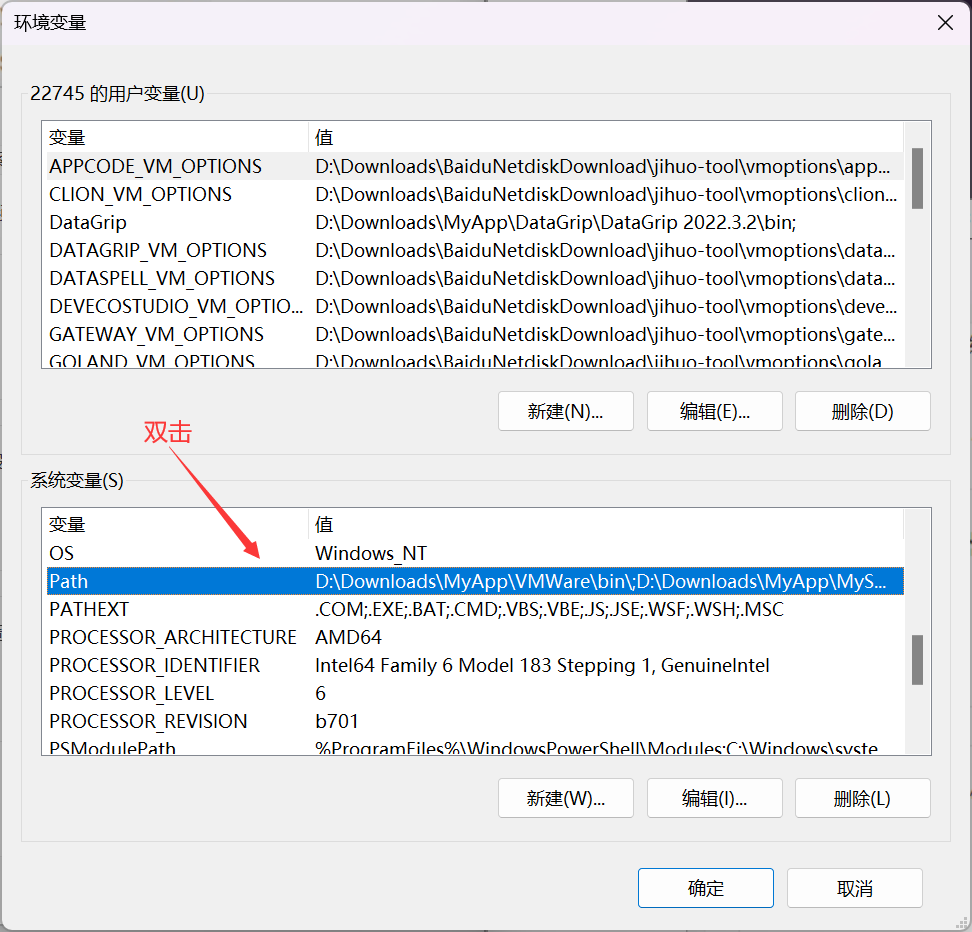 环境变量
22745 的用户变量(U)
变量 值
APPCODE_VM_OPTIONS D:\Downloads\BaiduNetdiskDownload\jihuo-tool\vmoptions\app...
CLION_VM_OPTIONS D:\Downloads\BaiduNetdiskDownload\jihuo-tool\vmoptions\clion...
DataGrip D:\Downloads\MyApp\DataGrip\DataGrip 2022.3.2\bin;
DATAGRIP_VM_OPTIONS D:\Downloads\BaiduNetdiskDownload\jihuo-tool\vmoptions\data...
DATASPELL_VM_OPTIONS D:\Downloads\BaiduNetdiskDownload\jihuo-tool\vmoptions\data...
DEVECOSTUDIO_VM_OPTIO... D:\Downloads\BaiduNetdiskDownload\jihuo-tool\vmoptions\deve...
GATEWAY_VM_OPTIONS D:\Downloads\BaiduNetdiskDownload\jihuo-tool\vmoptions\gate...
GOLAND_VM_OPTIONS D:\Downloads\BaiduNetdiskDownload\jihuo-tool\vmoptions\gola
新建(N)... 编辑(E)... 删除(D)
双击
系统变量(S)
变量 值
OS Windows_NT
Path D:\Downloads\MyApp\VMWare\bin\;D:\Downloads\MyApp\MyS...
PATHEXT .COM;.EXE;.BAT;.CMD;.VBS;.VBE;.JS;.JSE;.WSF;.WSH;.MSC
PROCESSOR_ARCHITECTURE AMD64
PROCESSOR_IDENTIFIER Intel64 Family 6 Model 183 Stepping 1, GenuineIntel
PROCESSOR_LEVEL 6
PROCESSOR_REVISION b701
PSModulePath %ProgramFiles%\WindowsPowerShell\Modules;C:\Windows\syste
新建(W)... 编辑(I)... 删除(L)
确定 取消